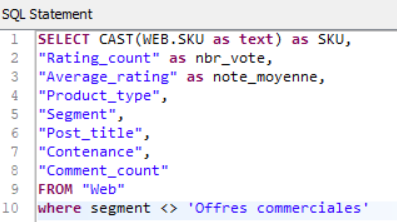 SQL Statement
1 SELECT CAST(WEB.SKU as text) as SKU,
2 "Rating_count" as nbr_vote,
3 "Average_rating" as note_moyenne,
4 "Product_type",
5 "Segment",
6 "Post_title",
7 "Contenance",
8 "Comment_count"
9 FROM "Web"
10 where segment <> 'Offres commerciales'